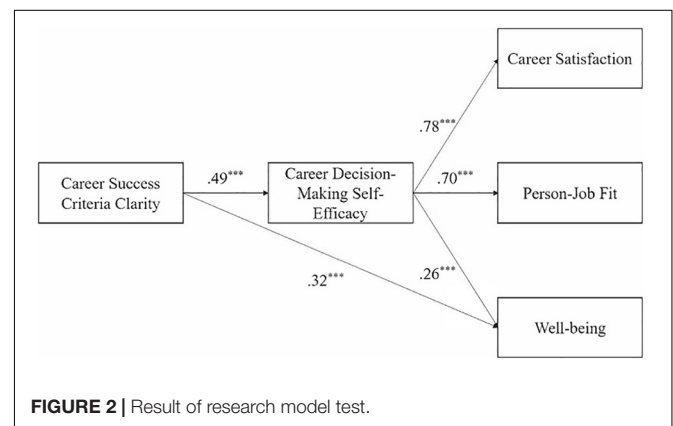 Career Satisfaction
.78***
Career Success
Criteria Clarity
.49***
Career Decision-
Making Self-
Efficacy
.70***
Person-Job Fit
.32***
.26***
Well-being
FIGURE 2 | Result of research model test.